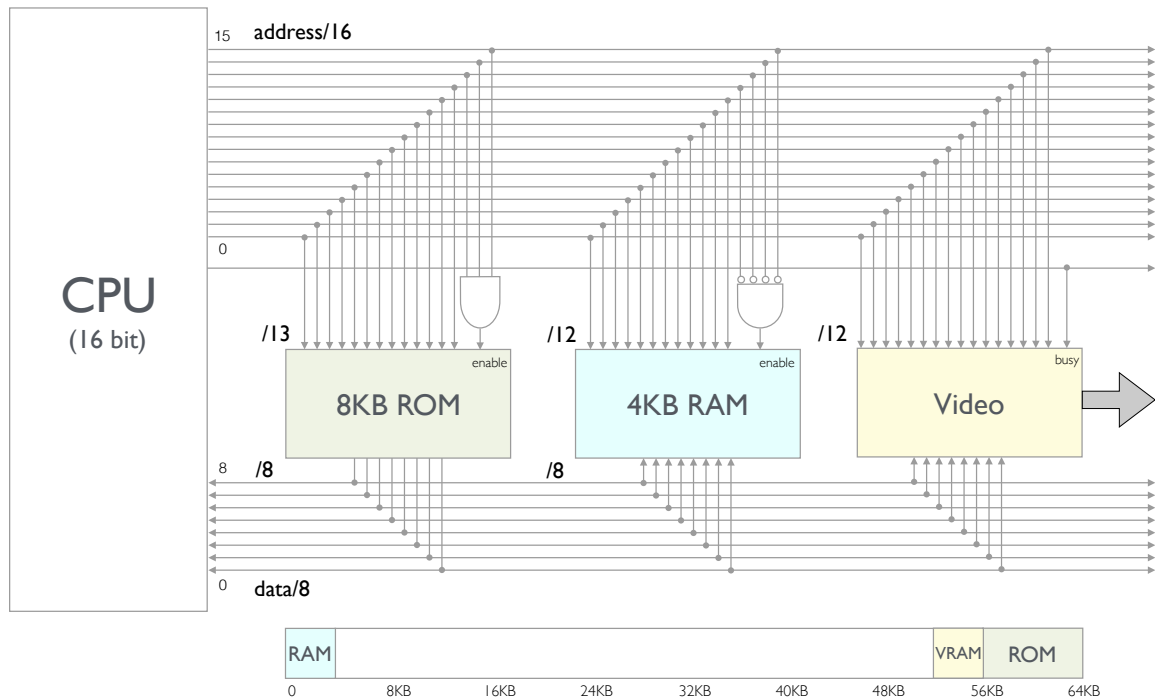 15 address/16
0
CPU
(16 bit)
/13 /12 /12
enable enable busy
8KB ROM 4KB RAM Video
8 /8 /8
0 data/8
RAM VRAM ROM
0 8KB 16KB 24KB 32KB 40KB 48KB 56KB 64KB